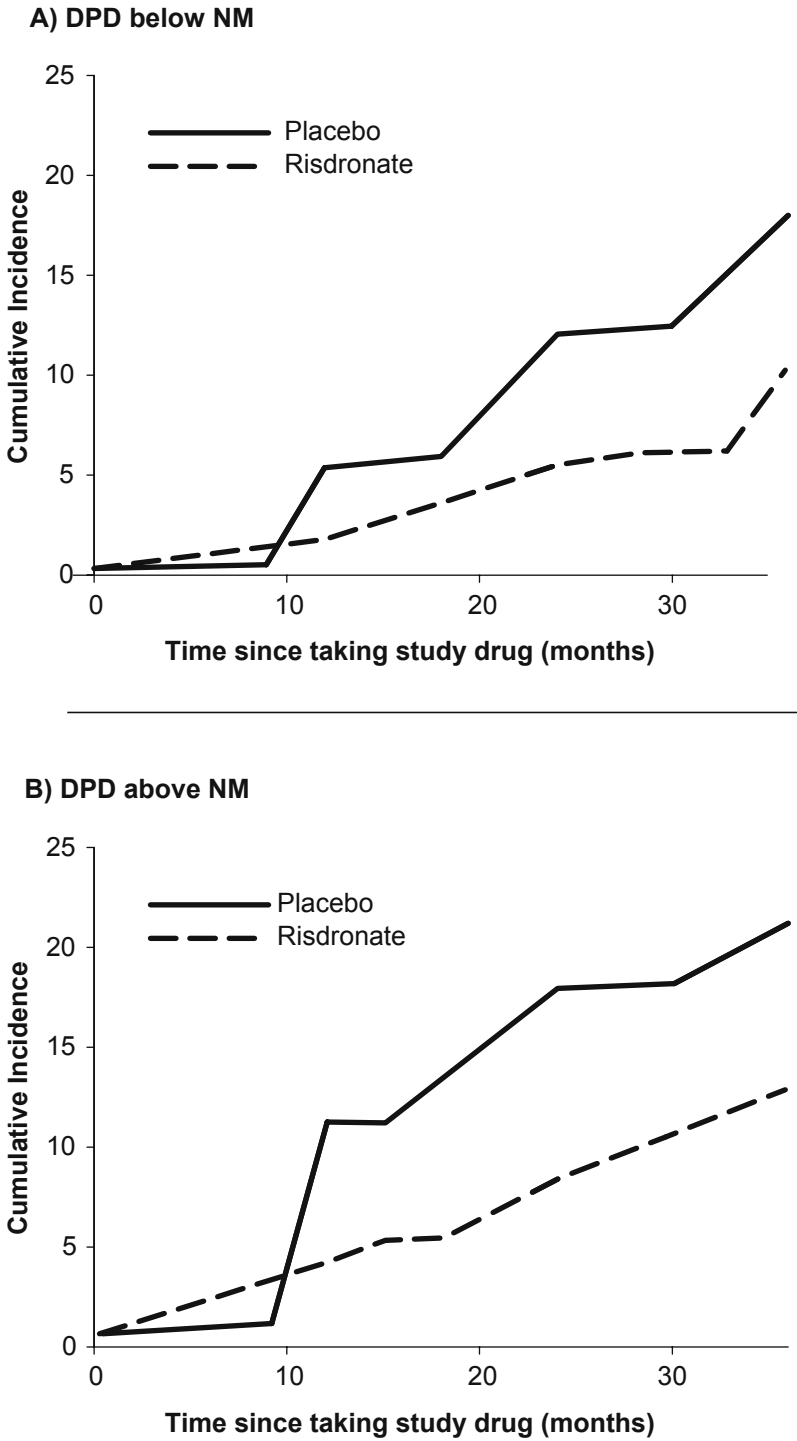 A) DPD below NM
25
20
15
10
5
0
Cumulative Incidence
Placebo
Risdronate
0 10 20 30
Time since taking study drug (months)
B) DPD above NM
25
20
15
10
5
0
Cumulative Incidence
Placebo
Risdronate
0 10 20 30
Time since taking study drug (months)